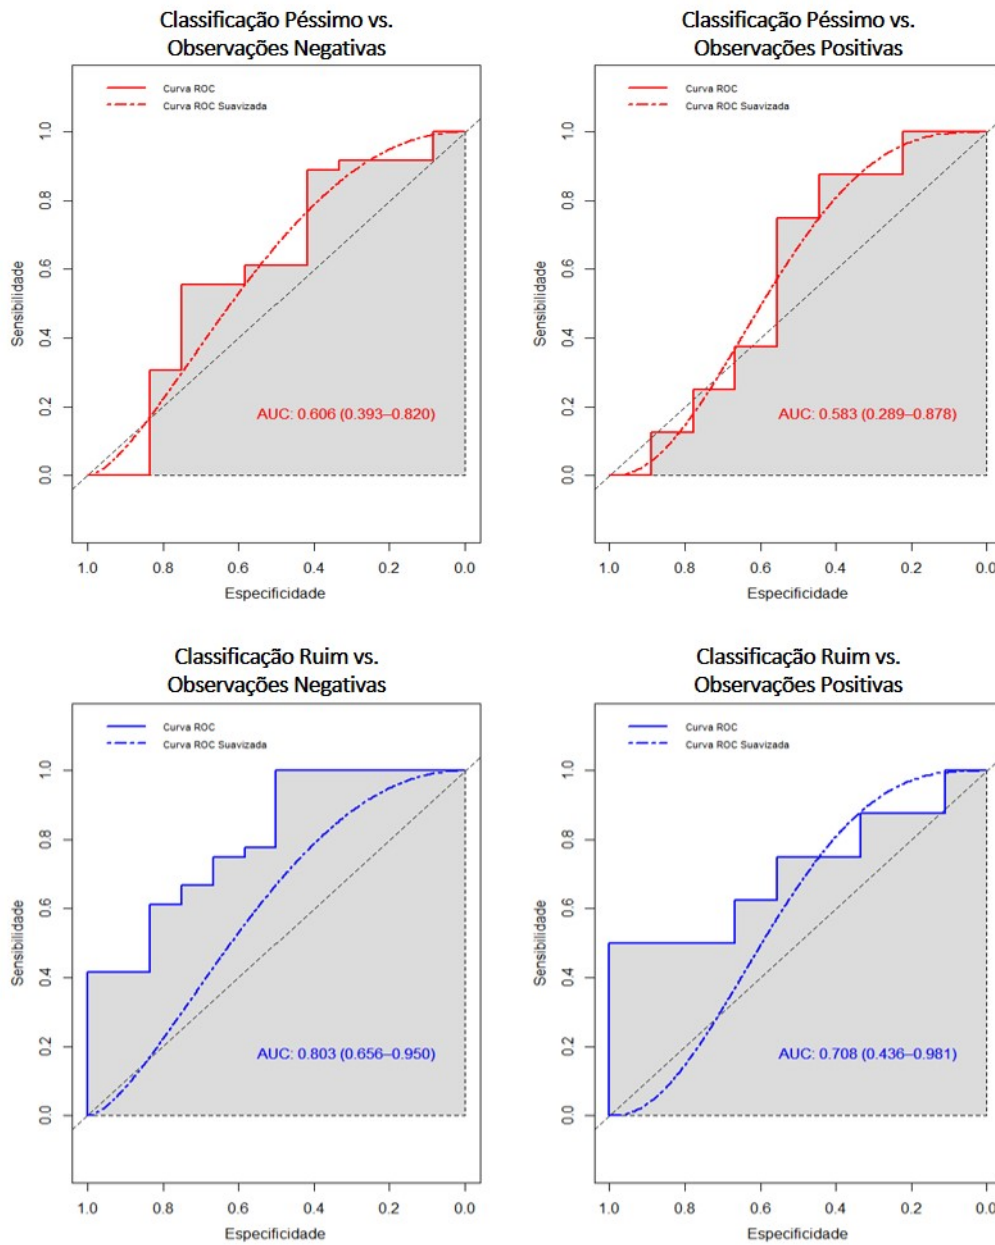 Classificação Péssimo vs.
Observações Negativas
Curva ROC
Curva ROC Suavizada
Sensibilidade
1.0
0.8
0.6
0.4
0.2
0.0
AUC: 0.606 (0.393–0.820)
1.0 0.8 0.6 0.4 0.2 0.0
Especificidade
Classificação Péssimo vs.
Observações Positivas
Curva ROC
Curva ROC Suavizada
Sensibilidade
1.0
0.8
0.6
0.4
0.2
0.0
AUC: 0.583 (0.289–0.878)
1.0 0.8 0.6 0.4 0.2 0.0
Especificidade
Classificação Ruim vs.
Observações Negativas
Curva ROC
Curva ROC Suavizada
Sensibilidade
1.0
0.8
0.6
0.4
0.2
0.0
AUC: 0.803 (0.656–0.950)
1.0 0.8 0.6 0.4 0.2 0.0
Especificidade
Classificação Ruim vs.
Observações Positivas
Curva ROC
Curva ROC Suavizada
Sensibilidade
1.0
0.8
0.6
0.4
0.2
0.0
AUC: 0.708 (0.436–0.981)
1.0 0.8 0.6 0.4 0.2 0.0
Especificidade